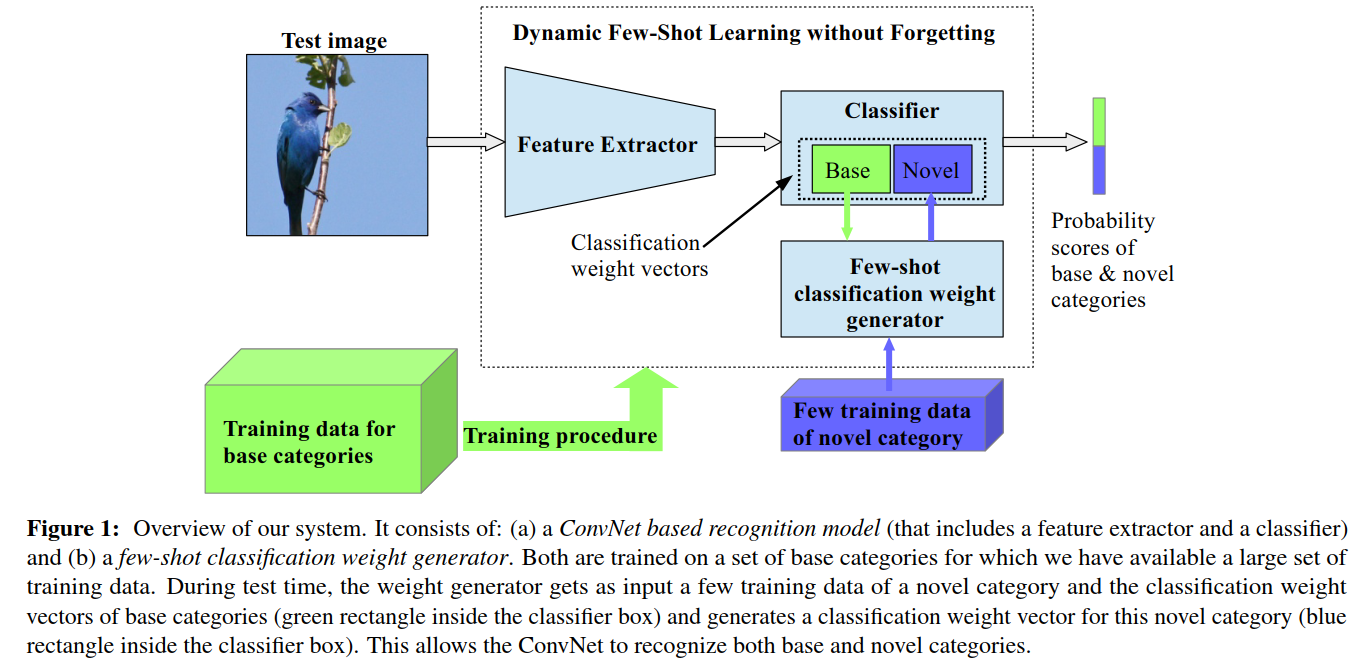 Test image
Dynamic Few-Shot Learning without Forgetting
Feature Extractor
Classifier
Base
Novel
Classification
weight vectors
Few-shot
classification weight
generator
Probability
scores of
base & novel
categories
Training data for
base categories
Training procedure
Few training data
of novel category
Figure 1: Overview of our system. It consists of: (a) a ConvNet based recognition model (that includes a feature extractor and a classifier)
and (b) a few-shot classification weight generator. Both are trained on a set of base categories for which we have available a large set of
training data. During test time, the weight generator gets as input a few training data of a novel category and the classification weight
vectors of base categories (green rectangle inside the classifier box) and generates a classification weight vector for this novel category (blue
rectangle inside the classifier box). This allows the ConvNet to recognize both base and novel categories.